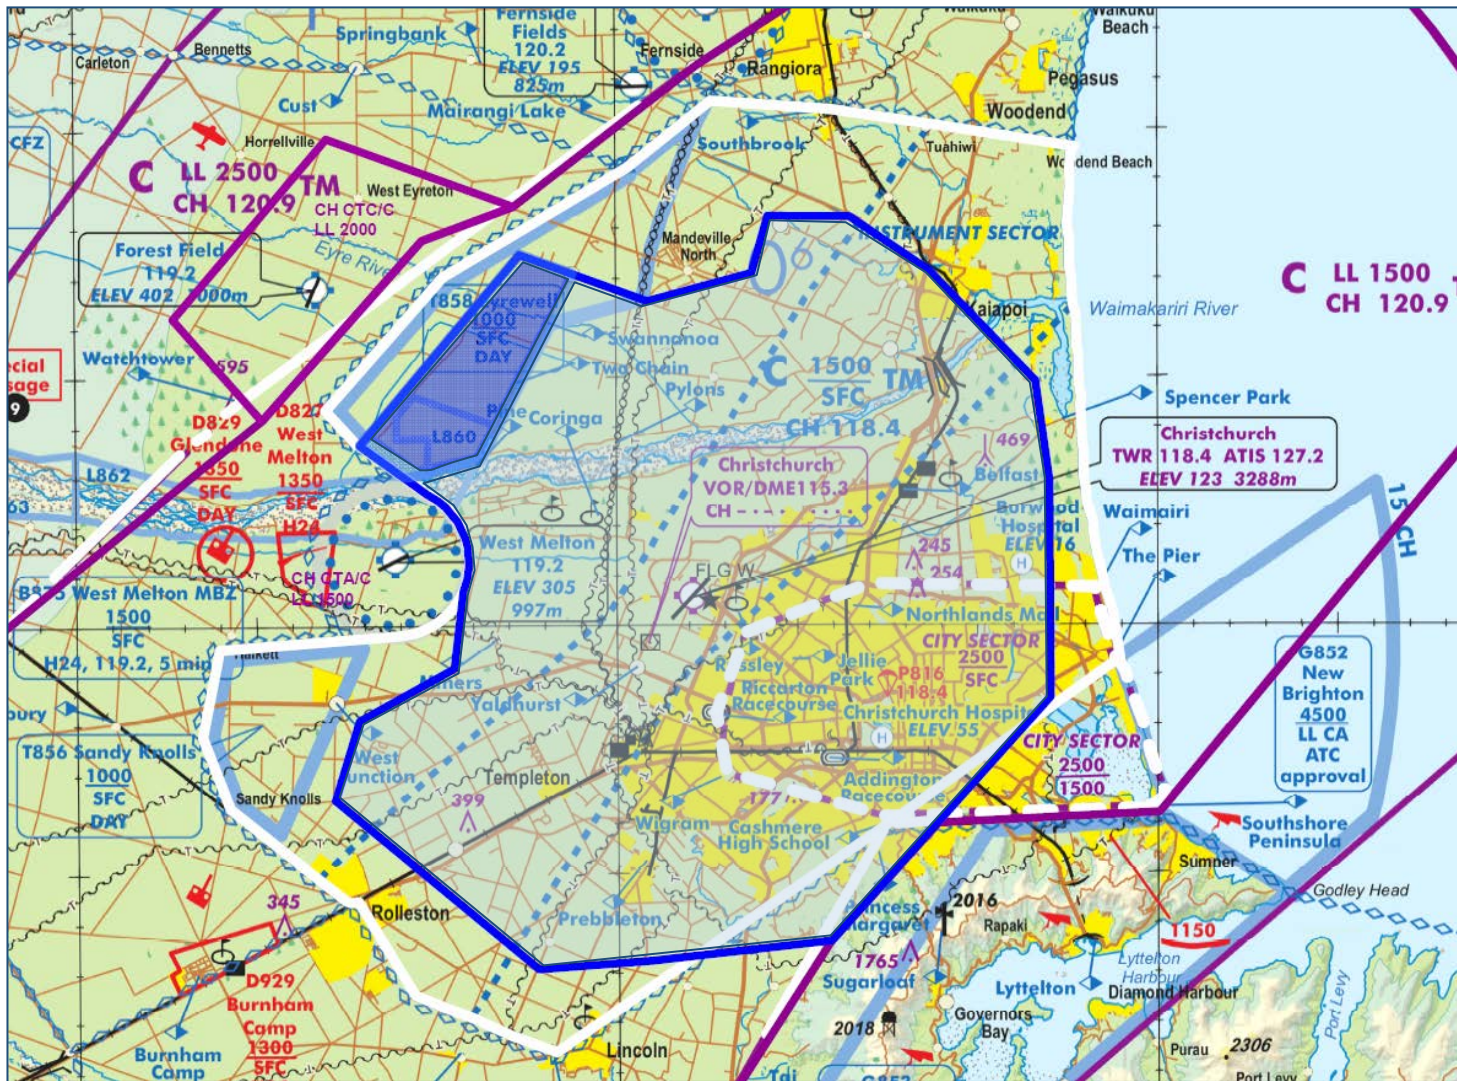 Bennetts
Carleton
Springbank
Cust
Fernside
Fields
120.2
ELEV 195
825m
Mairangi Lake
Fernside
Rangiora
Waikuku
Beach
Pegasus
Woodend
Southbrook
Tuahiwi
Woodend Beach
CFZ
Horrellville
C LL 2500 TM
CH 120.9
West Eyreton
CH CTC/C
LL 2000
Forest Field
119.2
ELEV 402
Eyre River
Mandeville
North
INSTRUMENT SECTOR
C LL 1500
CH 120.9
T858 Eyrewell
1000
SFC
DAY
Swannanoa
Two Chain
Pylons
Coringa
L860
Kaiapoi
Waimakariri River
C 1500 TM
SFC
CH 118.4
Watchtower
595
9
D829
Glendene
1350
SFC
DAY
D827
West
Melton
1350
SFC
H24
L862
63
469
Belfast
Spencer Park
Christchurch
TWR 118.4 ATIS 127.2
ELEV 123 3288m
Christchurch
VOR/DME115.3
CH
Burwood
Hospital
ELEV 16
Waimairi
The Pier
15 CH
West Melton
119.2
ELEV 305
997m
245
254
FLG W
H
Northlands Mall
CH CTA/C
LL 1500
B875 West Melton MBZ
1500
SFC
H24, 119.2, 5 min
Halkett
CITY SECTOR
2500
SFC
Jellie
Park
P816
118.4
Russley
Riccarton
Racecourse
Christchurch Hospital
ELEV 55
H
Miners
Yaldhurst
G852
New
Brighton
4500
LL CA
ATC
approval
T856 Sandy Knolls
1000
SFC
DAY
West
Junction
Templeton
CITY SECTOR
2500
1500
Addington
Racecourse
Sandy Knolls
399
Wigram
Cashmere
High School
Southshore
Peninsula
Sumner
Godley Head
345
Rolleston
Prebbleton
Princess
Margaret
2016
Rapaki
1150
1765
Sugarloaf
Lyttelton
Lyttelton
Harbour
Diamond Harbour
D929
Burnham
Camp
1300
SFC
Burnham
Camp
Lincoln
2018
Governors
Bay
Purau
2306
Port Levy
Port Levy